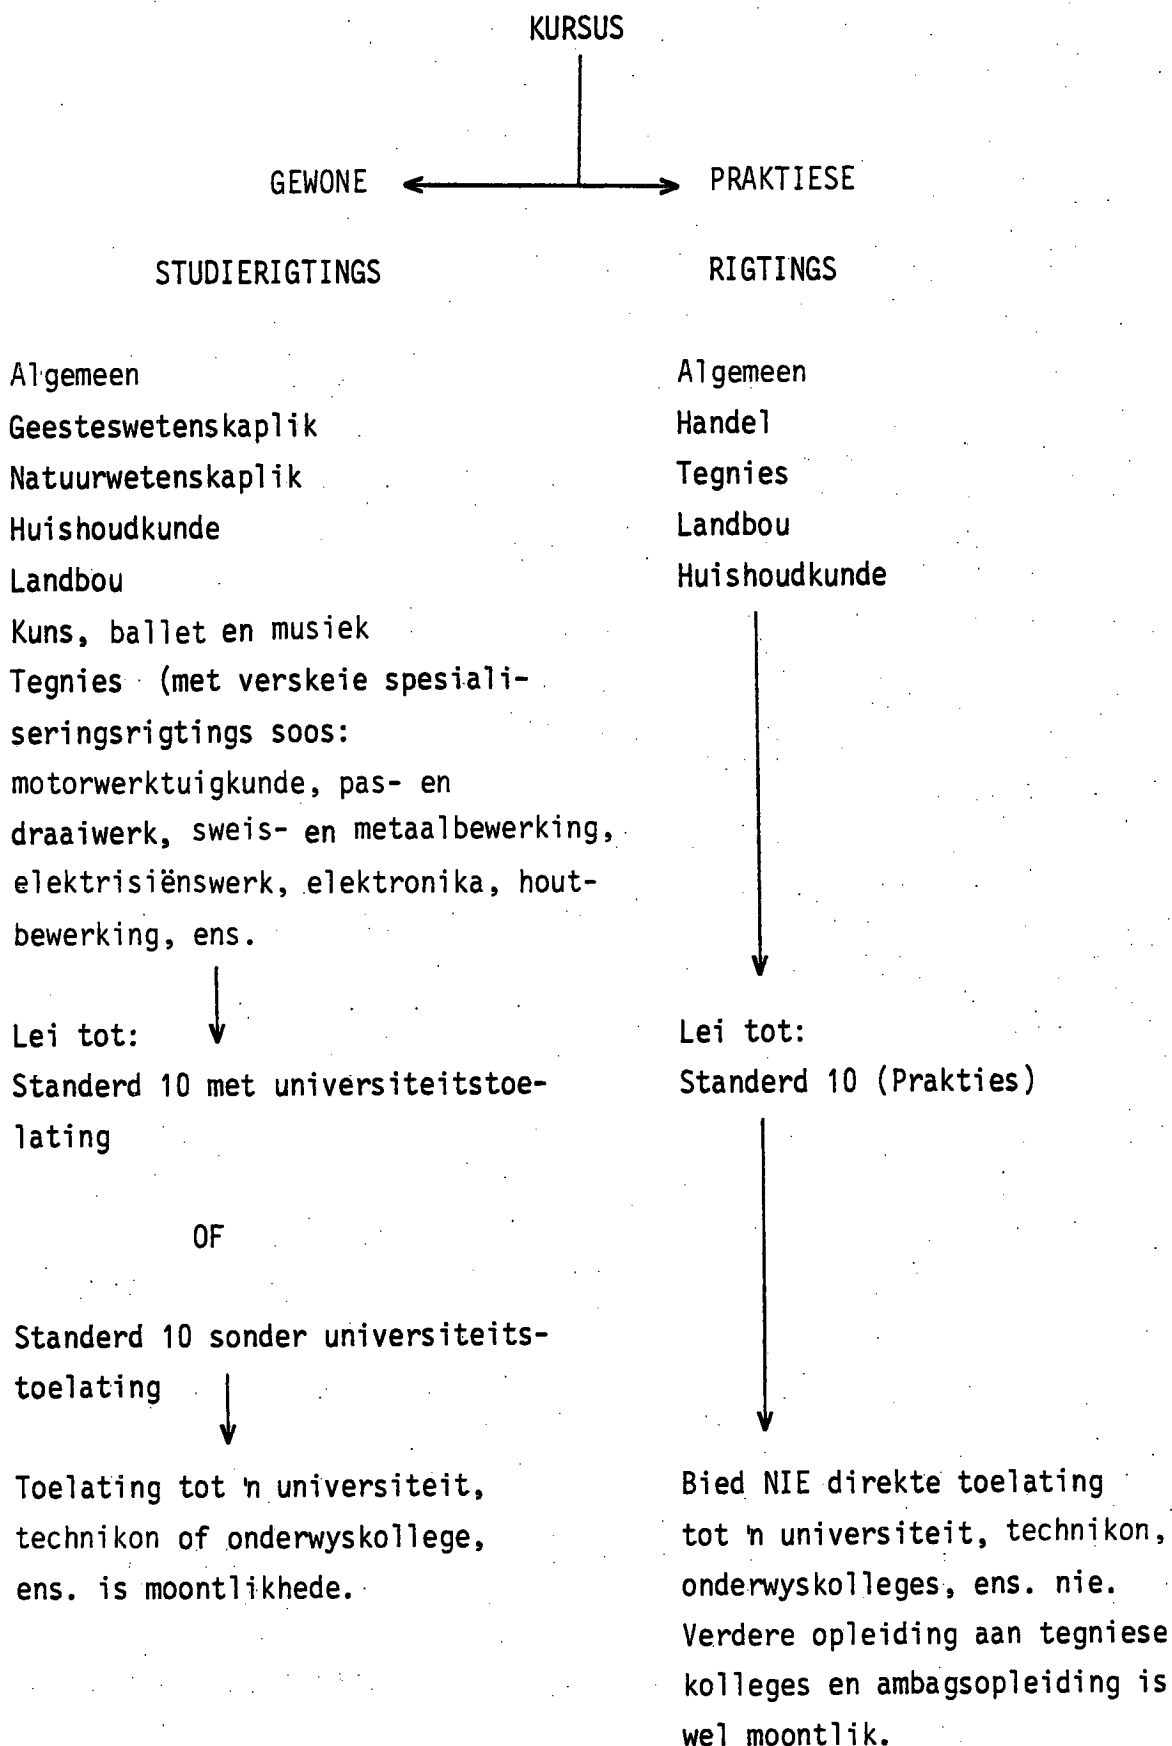 KURSUS
GEWONE
PRAKTIESE
STUDIERIGTINGS
Algemeen
Geesteswetenskaplik
Natuurwetenskaplik
Huishoudkunde
Landbou
Kuns, ballet en musiek
Tegnies (met verskeie spesiali-
seringsrigtings soos:
motorwerktuigkunde, pas- en
draaiwerk, sweis- en metaalbewerking,
elektrisiënswerk, elektronika, hout-
bewerking, ens.
Lei tot:
Standerd 10 met universiteitstoe-
lating
OF
Standerd 10 sonder universiteits-
toelating
Toelating tot 'n universiteit,
technikon of onderwyskollege,
ens. is moontlikhede.
RIGTINGS
Algemeen
Handel
Tegnies
Landbou
Huishoudkunde
Lei tot:
Standerd 10 (Prakties)
Bied NIE direkte toelating
tot 'n universiteit, technikon,
onderwyskolleges, ens. nie.
Verdere opleiding aan tegniese
kolleges en ambagsopleiding is
wel moontlik.